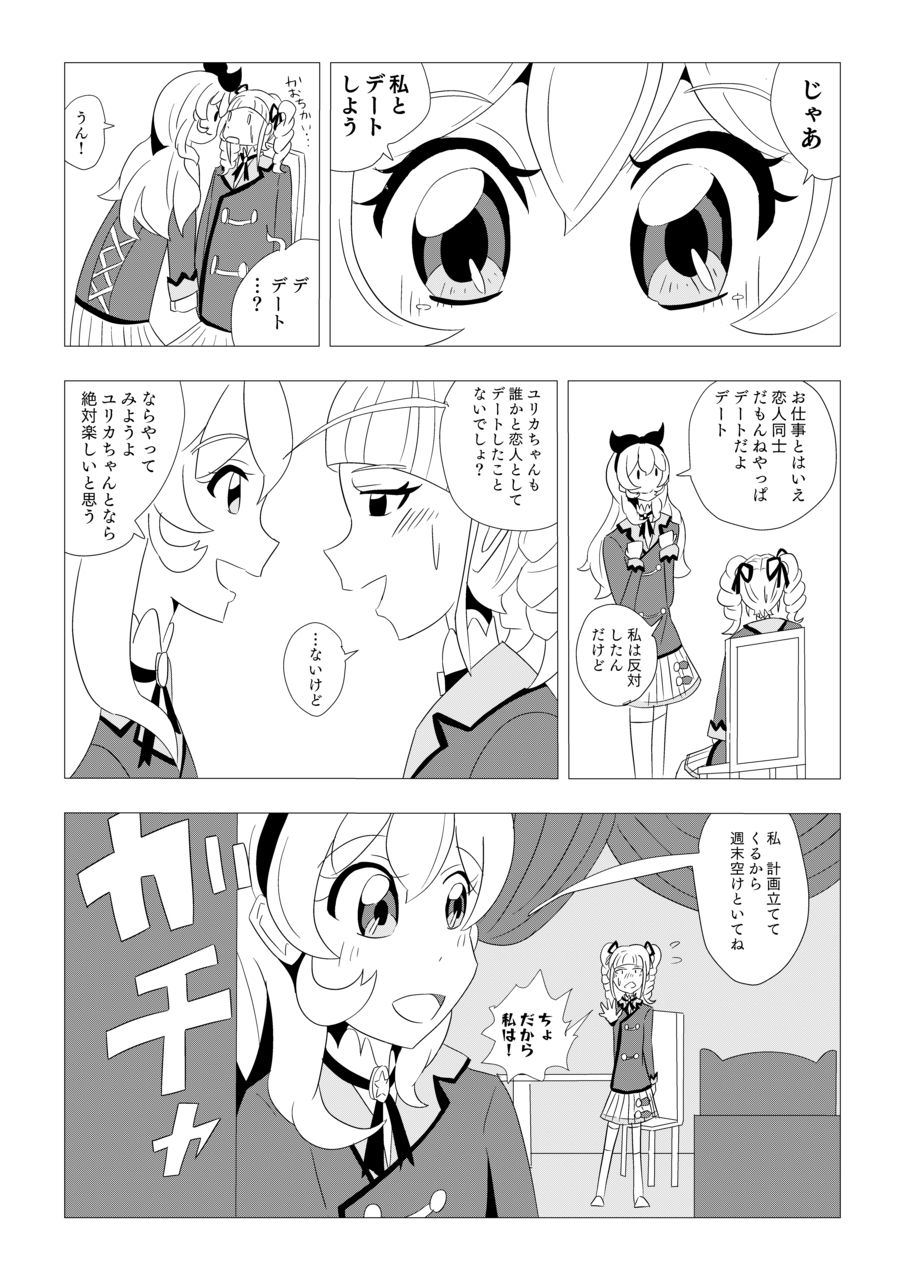 じゃあ
私と
デート
しよう
かおちか…
デ
デート
…?
うん!
お仕事とはいえ
恋人同士
だもんねやっぱ
デートだよ
デート
私は反対
したん
だけど
ユリカちゃんも
誰かと恋人として
デートしたこと
ないでしょ?
…ないけど
ならやって
みようよ
ユリカちゃんとなら
絶対楽しいと思う
私 計画立てて
くるから
週末空けといてね
ちょ
だから
私は!
ガチャ